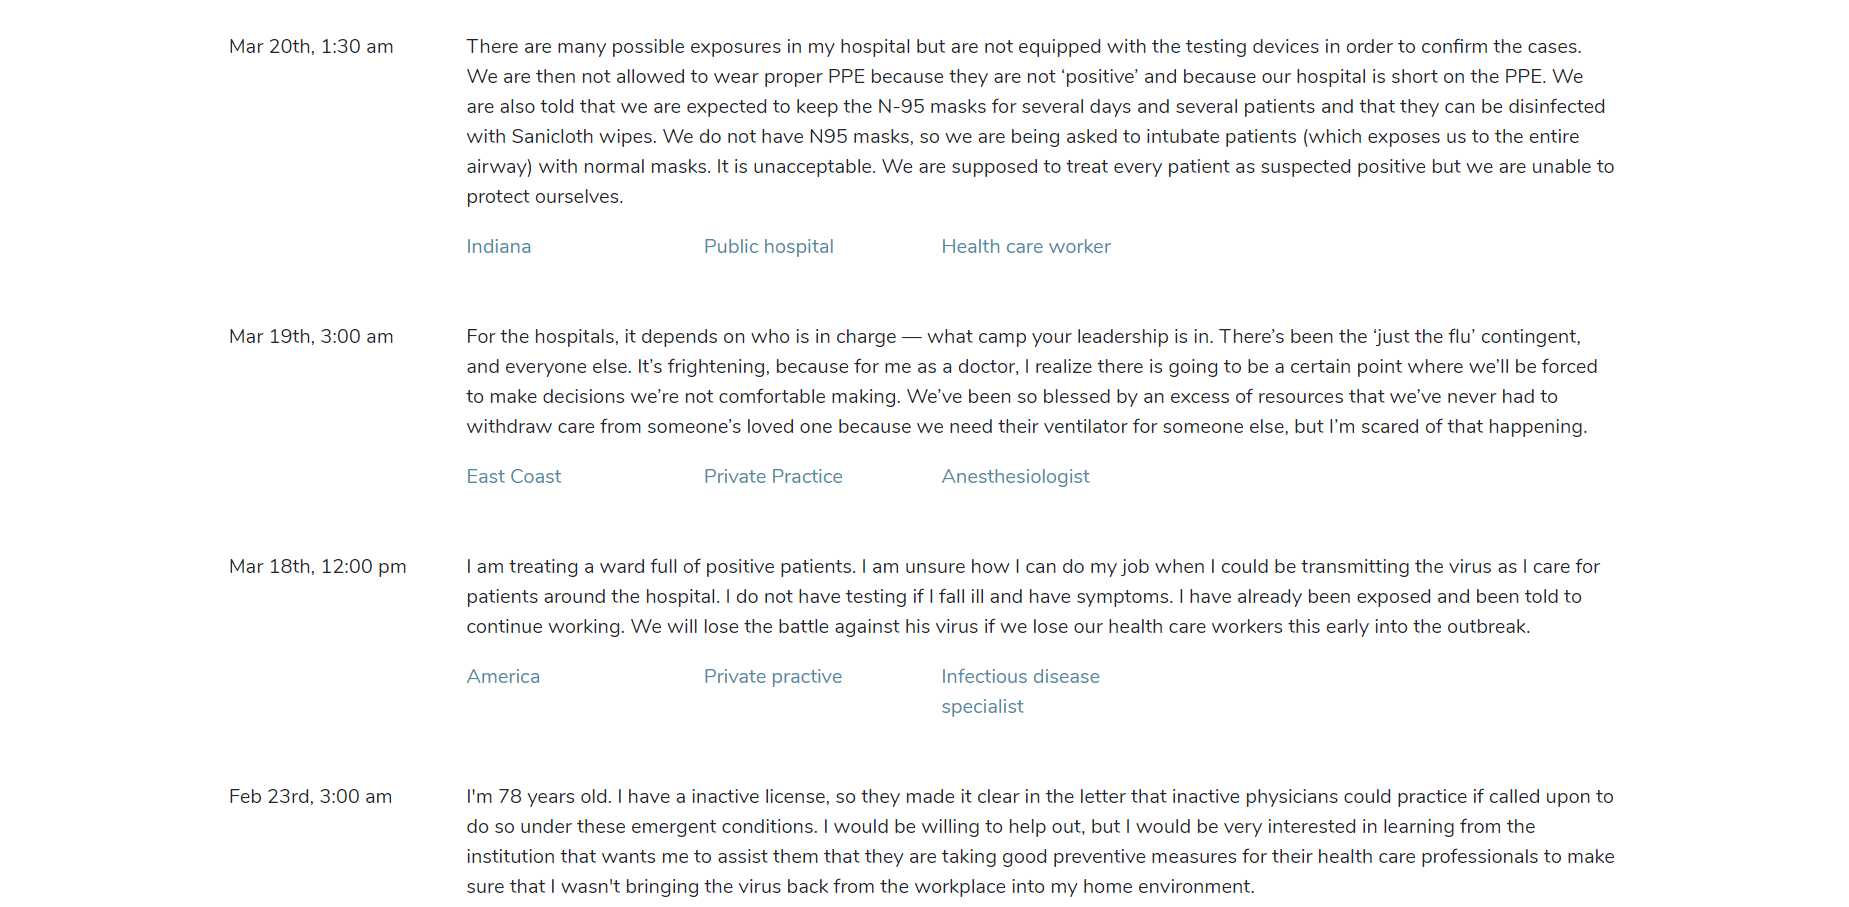 Mar 20th, 1:30 am
There are many possible exposures in my hospital but are not equipped with the testing devices in order to confirm the cases.
We are then not allowed to wear proper PPE because they are not ‘positive’ and because our hospital is short on the PPE. We
are also told that we are expected to keep the N-95 masks for several days and several patients and that they can be disinfected
with Sanicloth wipes. We do not have N95 masks, so we are being asked to intubate patients (which exposes us to the entire
airway) with normal masks. It is unacceptable. We are supposed to treat every patient as suspected positive but we are unable to
protect ourselves.
Indiana Public hospital Health care worker
Mar 19th, 3:00 am
For the hospitals, it depends on who is in charge — what camp your leadership is in. There’s been the ‘just the flu’ contingent,
and everyone else. It’s frightening, because for me as a doctor, I realize there is going to be a certain point where we’ll be forced
to make decisions we’re not comfortable making. We’ve been so blessed by an excess of resources that we’ve never had to
withdraw care from someone’s loved one because we need their ventilator for someone else, but I’m scared of that happening.
East Coast Private Practice Anesthesiologist
Mar 18th, 12:00 pm
I am treating a ward full of positive patients. I am unsure how I can do my job when I could be transmitting the virus as I care for
patients around the hospital. I do not have testing if I fall ill and have symptoms. I have already been exposed and been told to
continue working. We will lose the battle against his virus if we lose our health care workers this early into the outbreak.
America Private practive Infectious disease
specialist
Feb 23rd, 3:00 am
I'm 78 years old. I have a inactive license, so they made it clear in the letter that inactive physicians could practice if called upon to
do so under these emergent conditions. I would be willing to help out, but I would be very interested in learning from the
institution that wants me to assist them that they are taking good preventive measures for their health care professionals to make
sure that I wasn't bringing the virus back from the workplace into my home environment.